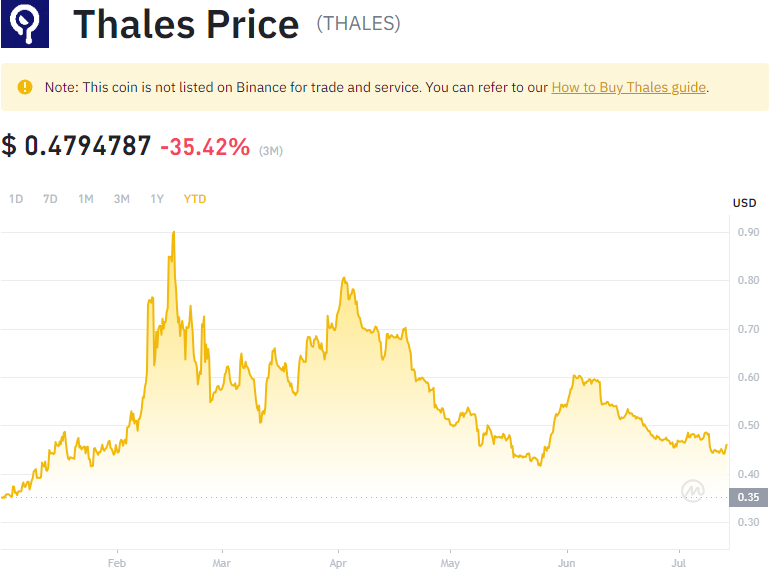 Thales Price (THALES)
Note: This coin is not listed on Binance for trade and service. You can refer to our How to Buy Thales guide.
$ 0.4794787 -35.42% (3M)
1D 7D 1M 3M 1Y YTD
USD
0.90
0.80
0.70
0.60
0.50
0.40
0.35
0.30
Feb Mar Apr May Jun Jul